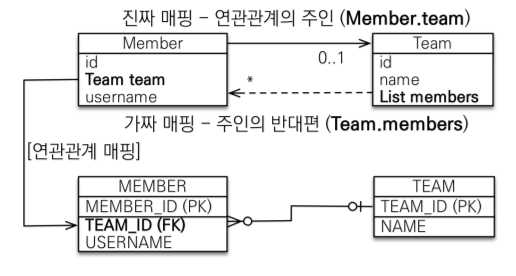 진짜 매핑 – 연관관계의 주인 (Member.team)
Member
id
Team team
username
0..1
*
Team
id
name
List members
가짜 매핑 – 주인의 반대편 (Team.members)
[연관관계 매핑]
MEMBER
MEMBER_ID (PK)
TEAM_ID (FK)
USERNAME
TEAM
TEAM_ID (PK)
NAME